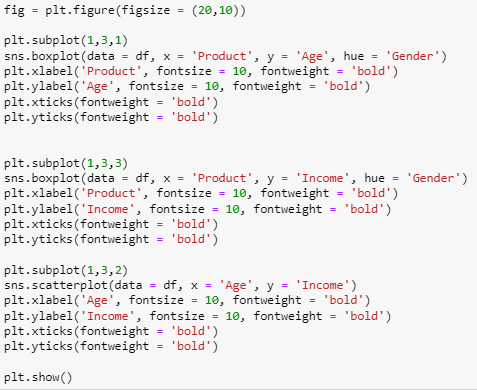 fig = plt.figure(figsize = (20,10))
plt.subplot(1,3,1)
sns.boxplot(data = df, x = 'Product', y = 'Age', hue = 'Gender')
plt.xlabel('Product', fontsize = 10, fontweight = 'bold')
plt.ylabel('Age', fontsize = 10, fontweight = 'bold')
plt.xticks(fontweight = 'bold')
plt.yticks(fontweight = 'bold')
plt.subplot(1,3,3)
sns.boxplot(data = df, x = 'Product', y = 'Income', hue = 'Gender')
plt.xlabel('Product', fontsize = 10, fontweight = 'bold')
plt.ylabel('Income', fontsize = 10, fontweight = 'bold')
plt.xticks(fontweight = 'bold')
plt.yticks(fontweight = 'bold')
plt.subplot(1,3,2)
sns.scatterplot(data = df, x = 'Age', y = 'Income')
plt.xlabel('Age', fontsize = 10, fontweight = 'bold')
plt.ylabel('Income', fontsize = 10, fontweight = 'bold')
plt.xticks(fontweight = 'bold')
plt.yticks(fontweight = 'bold')
plt.show()